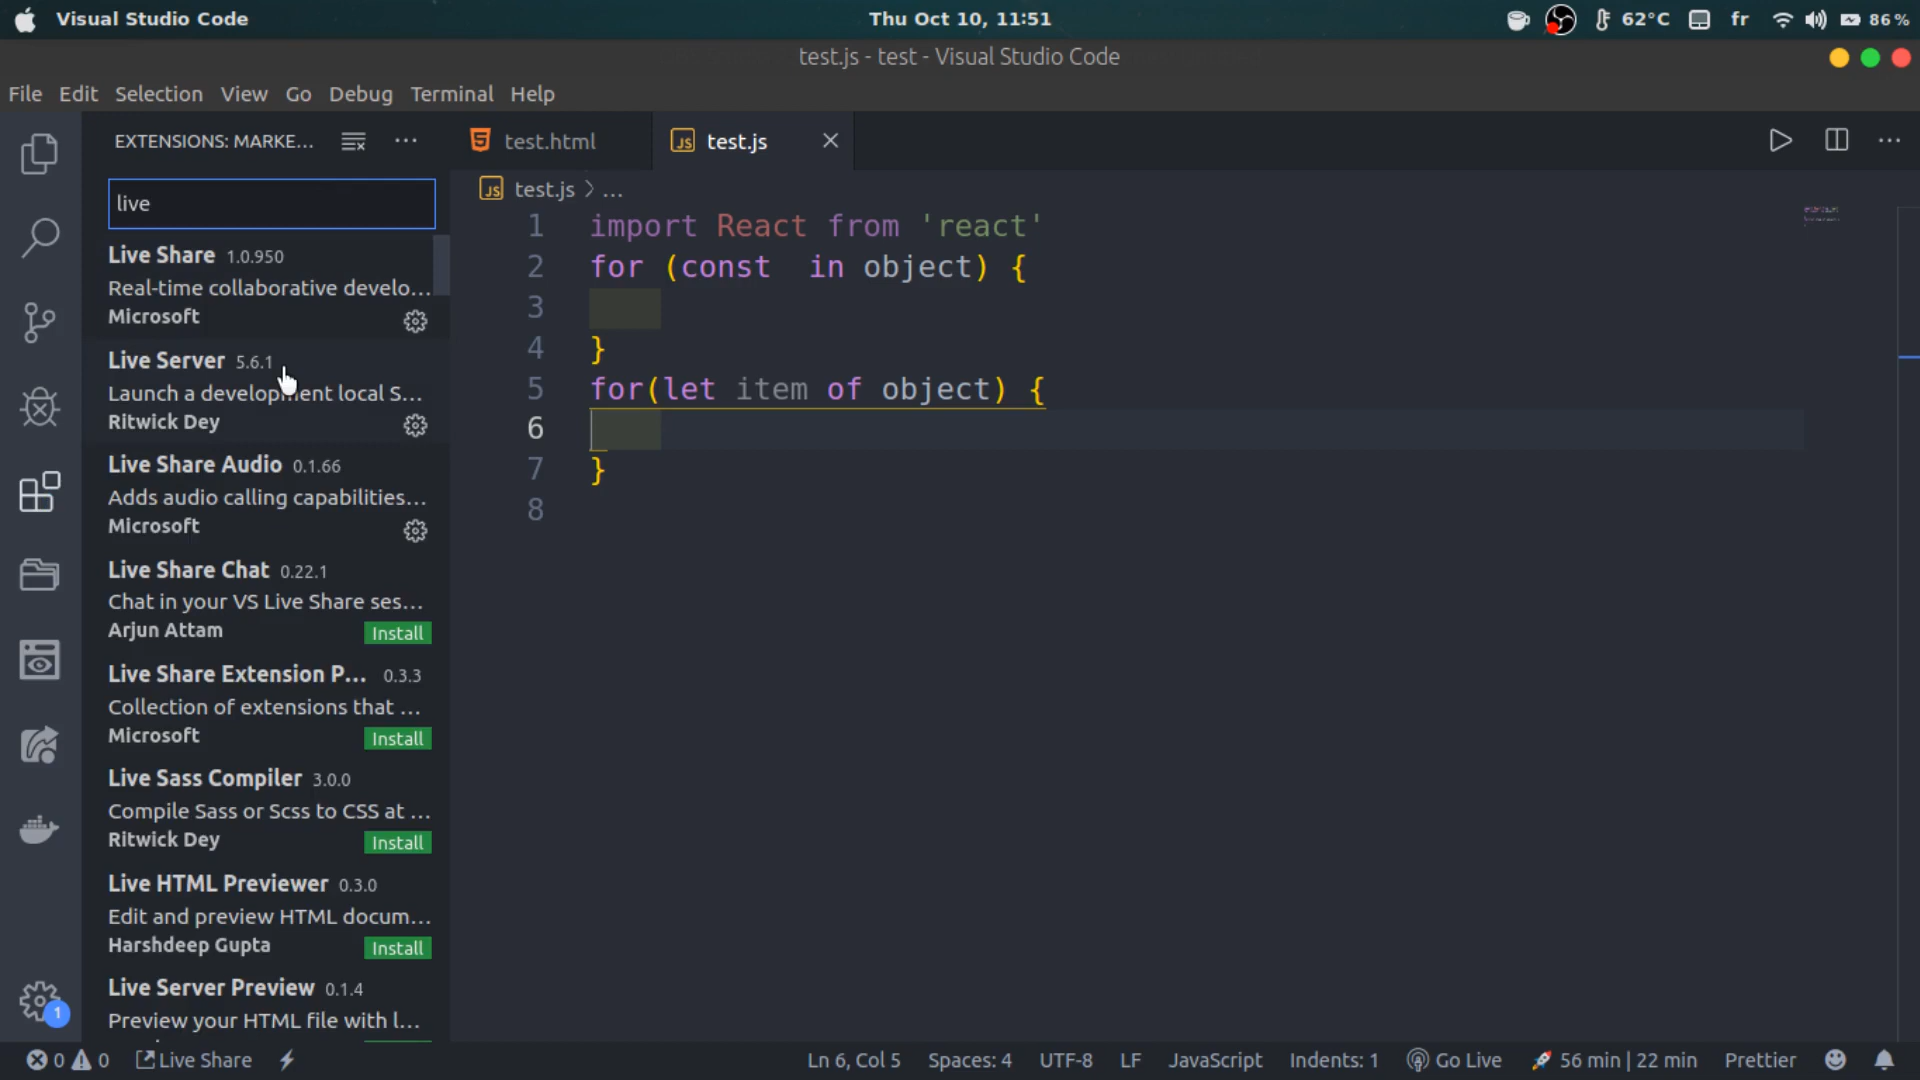 Visual Studio Code
Thu Oct 10, 11:51
62°C
fr
86%
test.js - test - Visual Studio Code
File Edit Selection View Go Debug Terminal Help
EXTENSIONS: MARKE...
live
Live Share 1.0.950
Real-time collaborative develo...
Microsoft
Live Server 5.6.1
Launch a development local S...
Ritwick Dey
Live Share Audio 0.1.66
Adds audio calling capabilities...
Microsoft
Live Share Chat 0.22.1
Chat in your VS Live Share ses...
Arjun Attam
Install
Live Share Extension P... 0.3.3
Collection of extensions that ...
Microsoft
Install
Live Sass Compiler 3.0.0
Compile Sass or Scss to CSS at ...
Ritwick Dey
Install
Live HTML Previewer 0.3.0
Edit and preview HTML docum...
Harshdeep Gupta
Install
Live Server Preview 0.1.4
Preview your HTML file with l...
1
5 test.html
JS test.js
JS test.js > ...
1 import React from 'react'
2 for (const  in object) {
3
4 }
5 for(let item of object) {
6
7 }
8
0 0 Live Share
Ln 6, Col 5 Spaces: 4 UTF-8 LF JavaScript Indents: 1 Go Live 56 min | 22 min Prettier